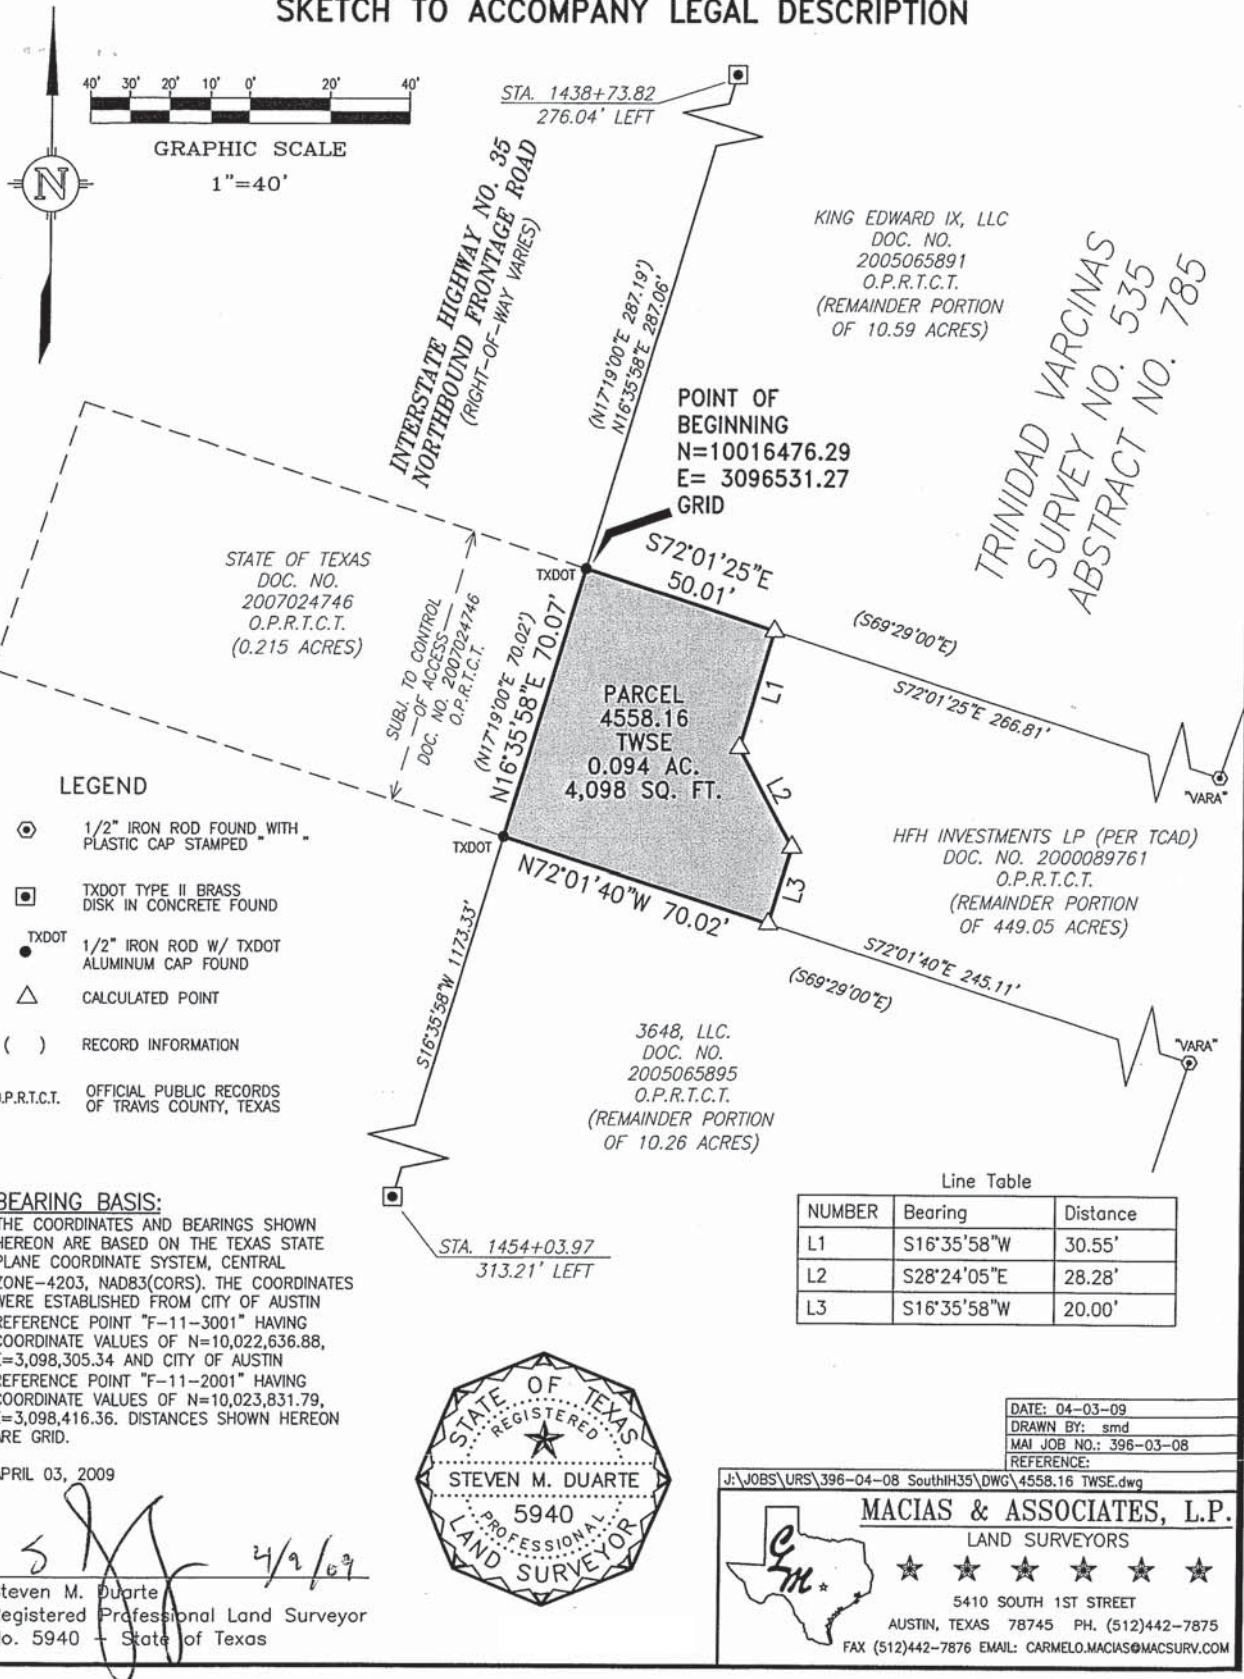 SKETCH TO ACCOMPANY LEGAL DESCRIPTION
40' 30' 20' 10' 0' 20' 40'
GRAPHIC SCALE
1"=40'
N
STA. 1438+73.82
276.04' LEFT
INTERSTATE HIGHWAY NO. 35
NORTHBOUND FRONTAGE ROAD
(RIGHT-OF-WAY VARIES)
(N17°19'00"E 287.19')
N16°35'58"E 287.06'
KING EDWARD IX, LLC
DOC. NO.
2005065891
O.P.R.T.C.T.
(REMAINDER PORTION
OF 10.59 ACRES)
TRINIDAD VARCINAS
SURVEY NO. 535
ABSTRACT NO. 785
POINT OF
BEGINNING
N=10016476.29
E= 3096531.27
GRID
STATE OF TEXAS
DOC. NO.
2007024746
O.P.R.T.C.T.
(0.215 ACRES)
SUBJ. TO CONTROL
OF ACCESS
DOC. NO. 2007024746
O.P.R.T.C.T.
TXDOT
S72°01'25"E
50.01'
(N17°19'00"E 70.02')
N16°35'58"E 70.07'
PARCEL
4558.16
TWSE
0.094 AC.
4,098 SQ. FT.
L1
L2
L3
(S69°29'00"E)
S72°01'25"E 266.81'
"VARA"
TXDOT
N72°01'40"W 70.02'
HFH INVESTMENTS LP (PER TCAD)
DOC. NO. 2000089761
O.P.R.T.C.T.
(REMAINDER PORTION
OF 449.05 ACRES)
S72°01'40"E 245.11'
(S69°29'00"E)
"VARA"
S16°35'58"W 1173.33'
3648, LLC.
DOC. NO.
2005065895
O.P.R.T.C.T.
(REMAINDER PORTION
OF 10.26 ACRES)
STA. 1454+03.97
313.21' LEFT
LEGEND
1/2" IRON ROD FOUND WITH
PLASTIC CAP STAMPED " "
TXDOT TYPE II BRASS
DISK IN CONCRETE FOUND
TXDOT 1/2" IRON ROD W/ TXDOT
ALUMINUM CAP FOUND
CALCULATED POINT
( ) RECORD INFORMATION
.P.R.T.C.T. OFFICIAL PUBLIC RECORDS
OF TRAVIS COUNTY, TEXAS
BEARING BASIS:
THE COORDINATES AND BEARINGS SHOWN
HEREON ARE BASED ON THE TEXAS STATE
PLANE COORDINATE SYSTEM, CENTRAL
ZONE-4203, NAD83(CORS). THE COORDINATES
WERE ESTABLISHED FROM CITY OF AUSTIN
REFERENCE POINT "F-11-3001" HAVING
COORDINATE VALUES OF N=10,022,636.88,
E=3,098,305.34 AND CITY OF AUSTIN
REFERENCE POINT "F-11-2001" HAVING
COORDINATE VALUES OF N=10,023,831.79,
E=3,098,416.36. DISTANCES SHOWN HEREON
ARE GRID.
APRIL 03, 2009
4/9/09
Steven M. Duarte
Registered Professional Land Surveyor
No. 5940 - State of Texas
STATE OF TEXAS
REGISTERED
STEVEN M. DUARTE
5940
PROFESSIONAL
LAND SURVEYOR
Line Table
NUMBER Bearing Distance
L1 S16°35'58"W 30.55'
L2 S28°24'05"E 28.28'
L3 S16°35'58"W 20.00'
DATE: 04-03-09
DRAWN BY: smd
MAI JOB NO.: 396-03-08
REFERENCE:
J:\JOBS\URS\396-04-08 SouthIH35\DWG\4558.16 TWSE.dwg
MACIAS & ASSOCIATES, L.P.
LAND SURVEYORS
5410 SOUTH 1ST STREET
AUSTIN, TEXAS 78745 PH. (512)442-7875
FAX (512)442-7876 EMAIL: CARMELO.MACIAS@MACSURV.COM